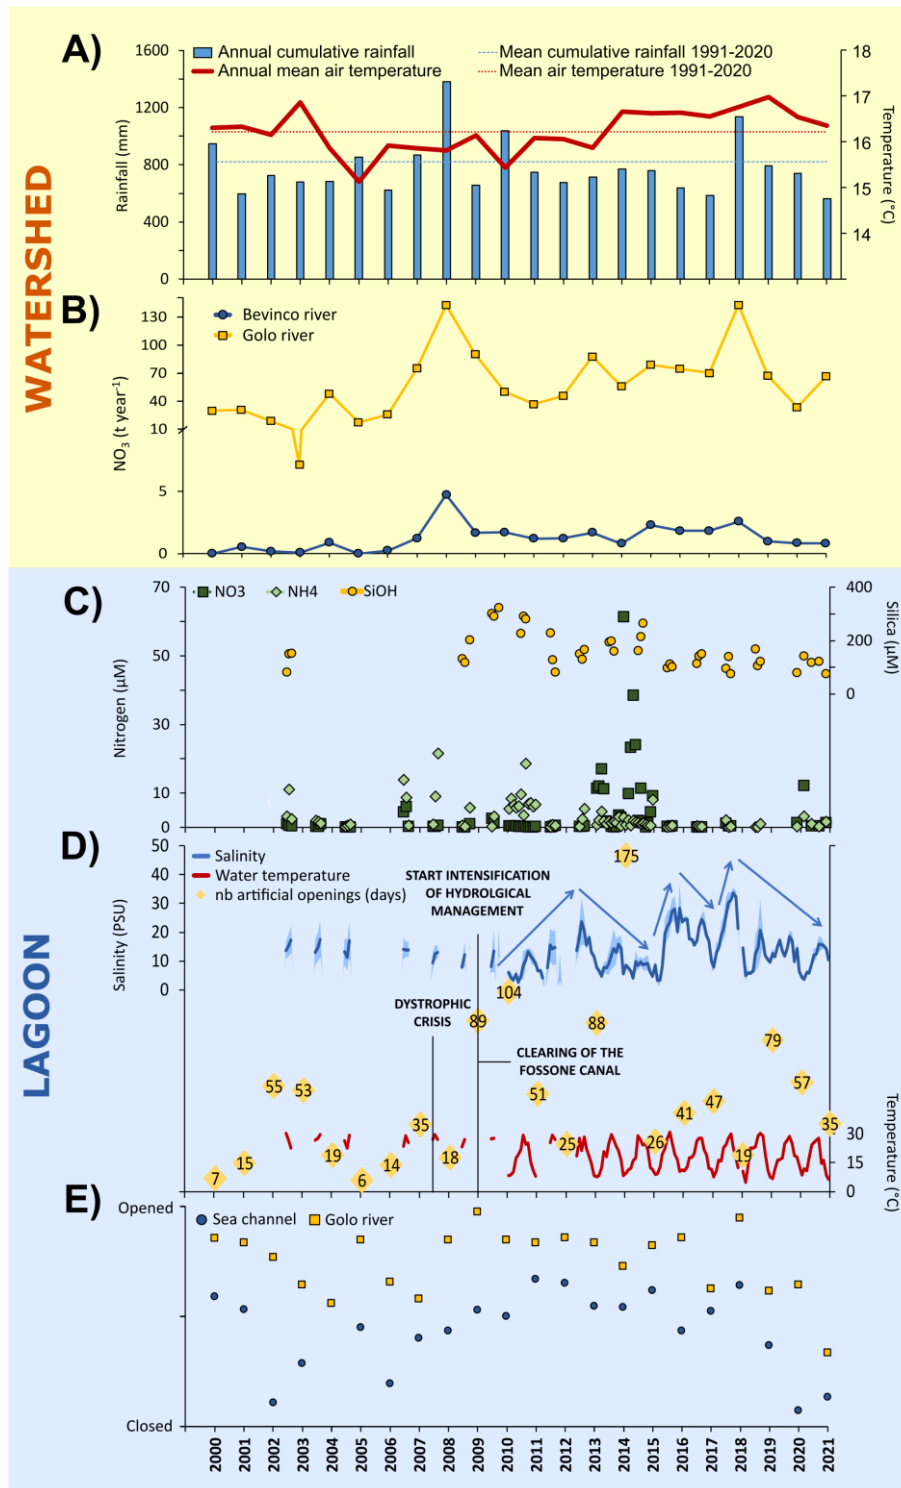 WATERSHED
A)
Annual cumulative rainfall
Annual mean air temperature
Mean cumulative rainfall 1991-2020
Mean air temperature 1991-2020
Rainfall (mm)
1600
1200
800
400
0
18
17
16
15
14
Temperature (°C)
B)
Bevinco river
Golo river
NO3 (t year-1)
130
100
70
40
10
5
0
LAGOON
C)
NO3
NH4
SiOH
Nitrogen (µM)
70
50
30
10
0
400
200
0
Silica (µM)
D)
Salinity
Water temperature
nb artificial openings (days)
Salinity (PSU)
50
40
30
20
10
0
START INTENSIFICATION
OF HYDROLGICAL
MANAGEMENT
DYSTROPHIC
CRISIS
CLEARING OF THE
FOSSONE CANAL
7
15
55
53
19
6
14
35
18
89
104
51
25
88
175
26
41
47
19
79
57
35
30
15
0
Temperature (°C)
E)
Sea channel
Golo river
Opened
Closed
2000
2001
2002
2003
2004
2005
2006
2007
2008
2009
2010
2011
2012
2013
2014
2015
2016
2017
2018
2019
2020
2021